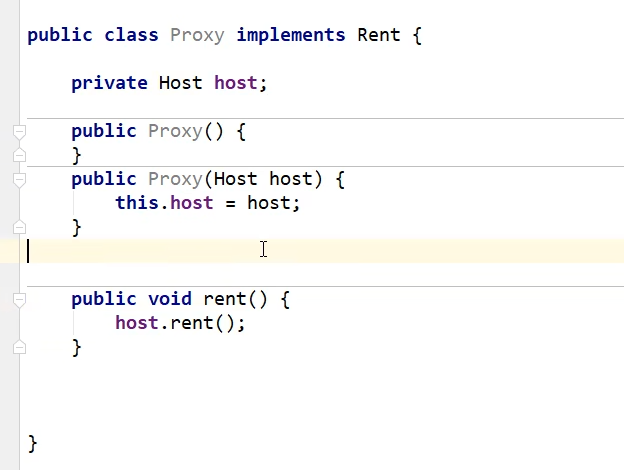 public class Proxy implements Rent {
private Host host;
public Proxy() {
}
public Proxy(Host host) {
this.host = host;
}
public void rent() {
host.rent();
}
}